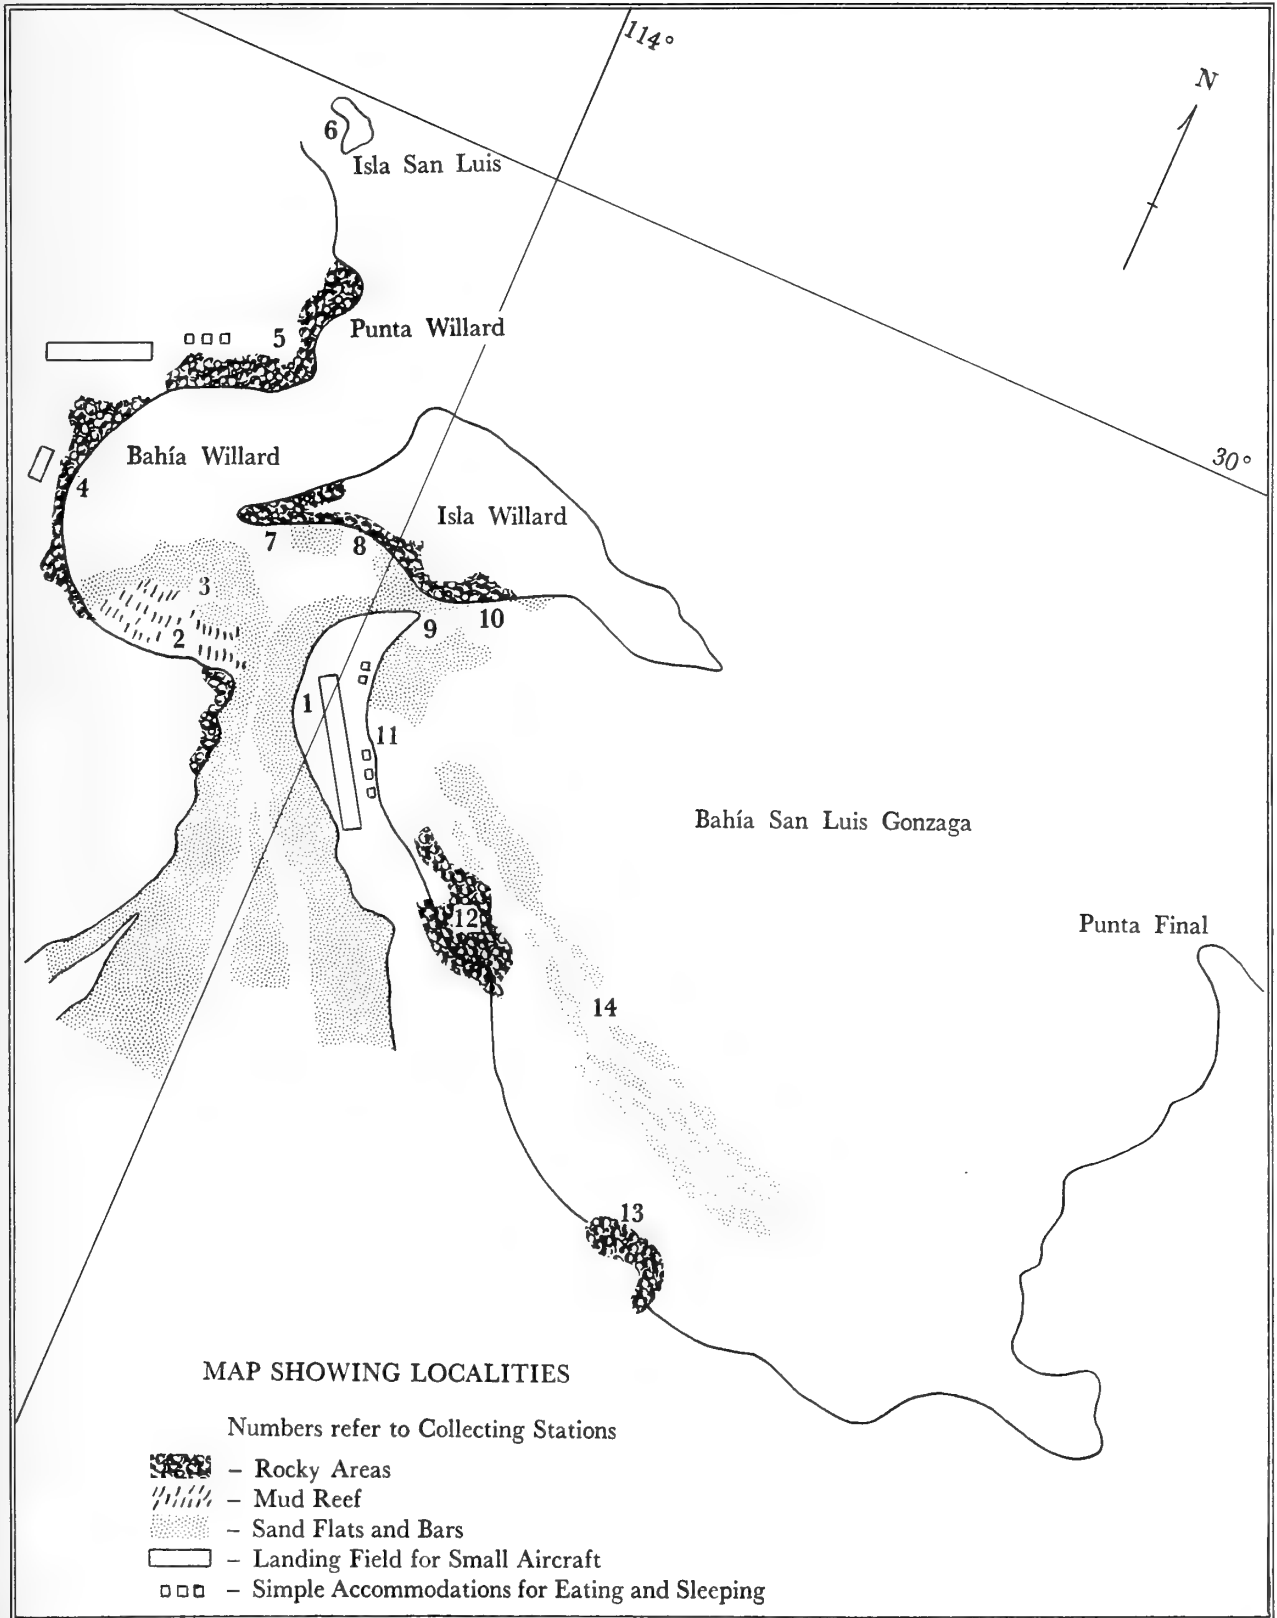 114°
N
6
Isla San Luis
5
Punta Willard
30°
Bahía Willard
4
Isla Willard
7
8
3
10
9
2
1
11
Bahía San Luis Gonzaga
12
Punta Final
14
13
MAP SHOWING LOCALITIES
Numbers refer to Collecting Stations
– Rocky Areas
– Mud Reef
– Sand Flats and Bars
– Landing Field for Small Aircraft
– Simple Accommodations for Eating and Sleeping